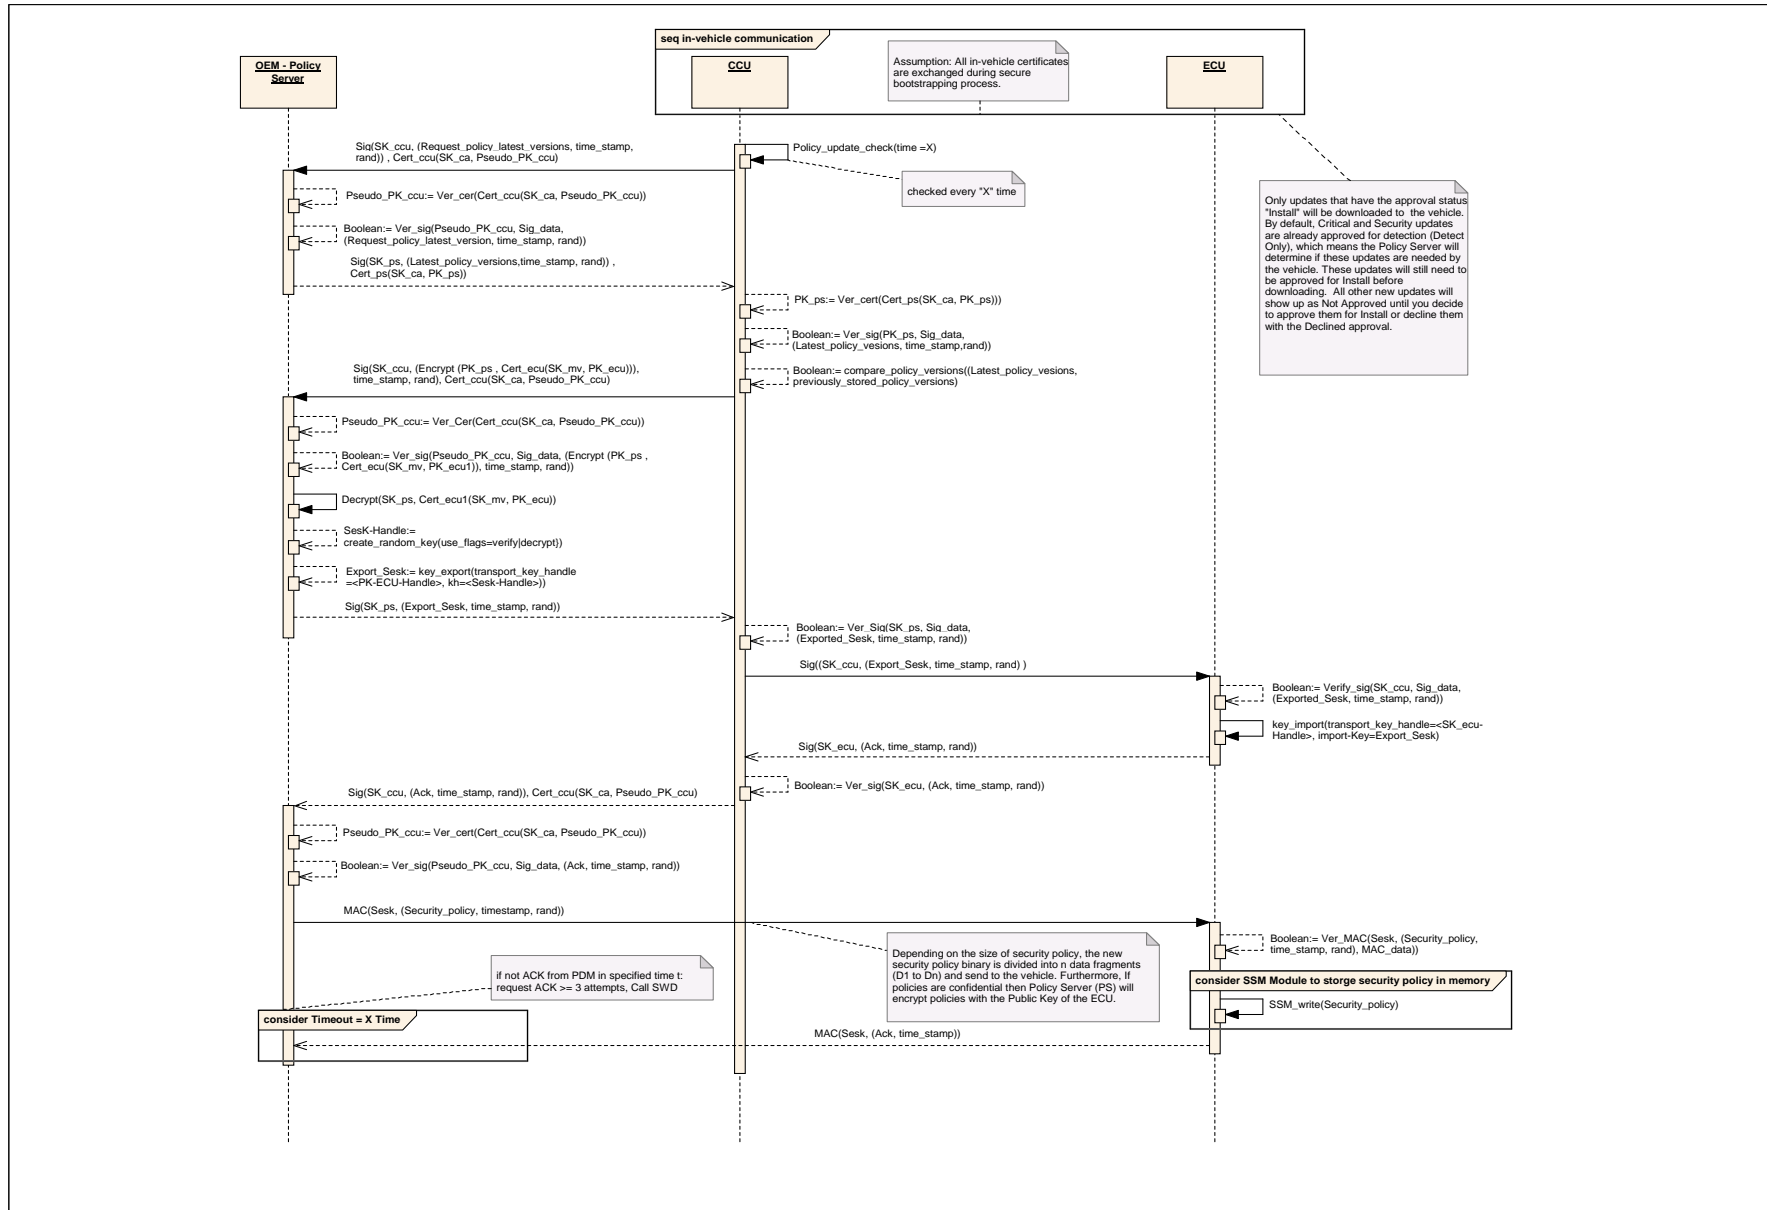 seq in-vehicle communication
OEM - Policy
Server
CCU
Assumption: All in-vehicle certificates
are exchanged during secure
bootstrapping process.
ECU
Sig(SK_ccu, (Request_policy_latest_versions, time_stamp,
rand)) , Cert_ccu(SK_ca, Pseudo_PK_ccu)
Policy_update_check(time =X)
checked every "X" time
Pseudo_PK_ccu:= Ver_cer(Cert_ccu(SK_ca, Pseudo_PK_ccu))
Boolean:= Ver_sig(Pseudo_PK_ccu, Sig_data,
(Request_policy_latest_version, time_stamp, rand))
Only updates that have the approval status
"Install" will be downloaded to  the vehicle.
By default, Critical and Security updates
are already approved for detection (Detect
Only), which means the Policy Server will
determine if these updates are needed by
the vehicle. These updates will still need to
be approved for Install before
downloading.  All other new updates will
show up as Not Approved until you decide
to approve them for Install or decline them
with the Declined approval.
Sig(SK_ps, (Latest_policy_versions,time_stamp, rand)) ,
Cert_ps(SK_ca, PK_ps))
PK_ps:= Ver_cert(Cert_ps(SK_ca, PK_ps)))
Boolean:= Ver_sig(PK_ps, Sig_data,
(Latest_policy_vesions, time_stamp,rand))
Boolean:= compare_policy_versions((Latest_policy_vesions,
previously_stored_policy_versions)
Sig(SK_ccu, (Encrypt (PK_ps , Cert_ecu(SK_mv, PK_ecu))),
time_stamp, rand), Cert_ccu(SK_ca, Pseudo_PK_ccu)
Pseudo_PK_ccu:= Ver_Cer(Cert_ccu(SK_ca, Pseudo_PK_ccu))
Boolean:= Ver_sig(Pseudo_PK_ccu, Sig_data, (Encrypt (PK_ps ,
Cert_ecu(SK_mv, PK_ecu1)), time_stamp, rand))
Decrypt(SK_ps, Cert_ecu1(SK_mv, PK_ecu))
SesK-Handle:=
create_random_key(use_flags=verify|decrypt})
Export_Sesk:= key_export(transport_key_handle
=<PK-ECU-Handle>, kh=<Sesk-Handle>))
Sig(SK_ps, (Export_Sesk, time_stamp, rand))
Boolean:= Ver_Sig(SK_ps, Sig_data,
(Exported_Sesk, time_stamp, rand))
Sig((SK_ccu, (Export_Sesk, time_stamp, rand) )
Boolean:= Verify_sig(SK_ccu, Sig_data,
(Exported_Sesk, time_stamp, rand))
key_import(transport_key_handle=<SK_ecu-
Handle>, import-Key=Export_Sesk)
Sig(SK_ecu, (Ack, time_stamp, rand))
Boolean:= Ver_sig(SK_ecu, (Ack, time_stamp, rand))
Sig(SK_ccu, (Ack, time_stamp, rand)), Cert_ccu(SK_ca, Pseudo_PK_ccu)
Pseudo_PK_ccu:= Ver_cert(Cert_ccu(SK_ca, Pseudo_PK_ccu))
Boolean:= Ver_sig(Pseudo_PK_ccu, Sig_data, (Ack, time_stamp, rand))
MAC(Sesk, (Security_policy, timestamp, rand))
Boolean:= Ver_MAC(Sesk, (Security_policy,
time_stamp, rand), MAC_data))
Depending on the size of security policy, the new
security policy binary is divided into n data fragments
(D1 to Dn) and send to the vehicle. Furthermore, If
policies are confidential then Policy Server (PS) will
encrypt policies with the Public Key of the ECU.
if not ACK from PDM in specified time t:
request ACK >= 3 attempts, Call SWD
consider SSM Module to storge security policy in memory
SSM_write(Security_policy)
consider Timeout = X Time
MAC(Sesk, (Ack, time_stamp))